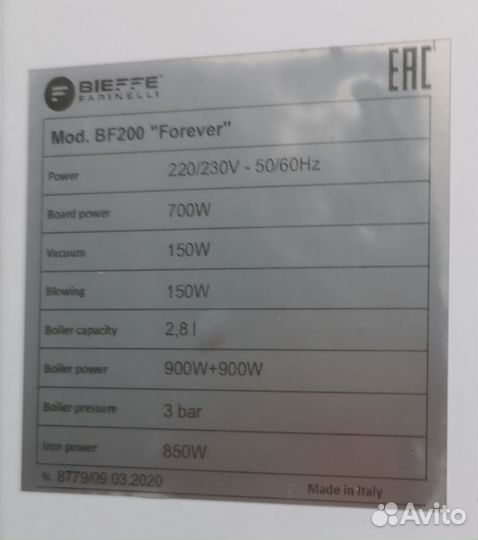 BIEFFE
FARINELLI
EAC
Mod. BF200 "Forever"
Power 220/230V - 50/60Hz
Board power 700W
Vacuum 150W
Blowing 150W
Boiler capacity 2,8 l
Boiler power 900W+900W
Boiler pressure 3 bar
Iron power 850W
N. 8779/09.03.2020
Made in Italy
Avito